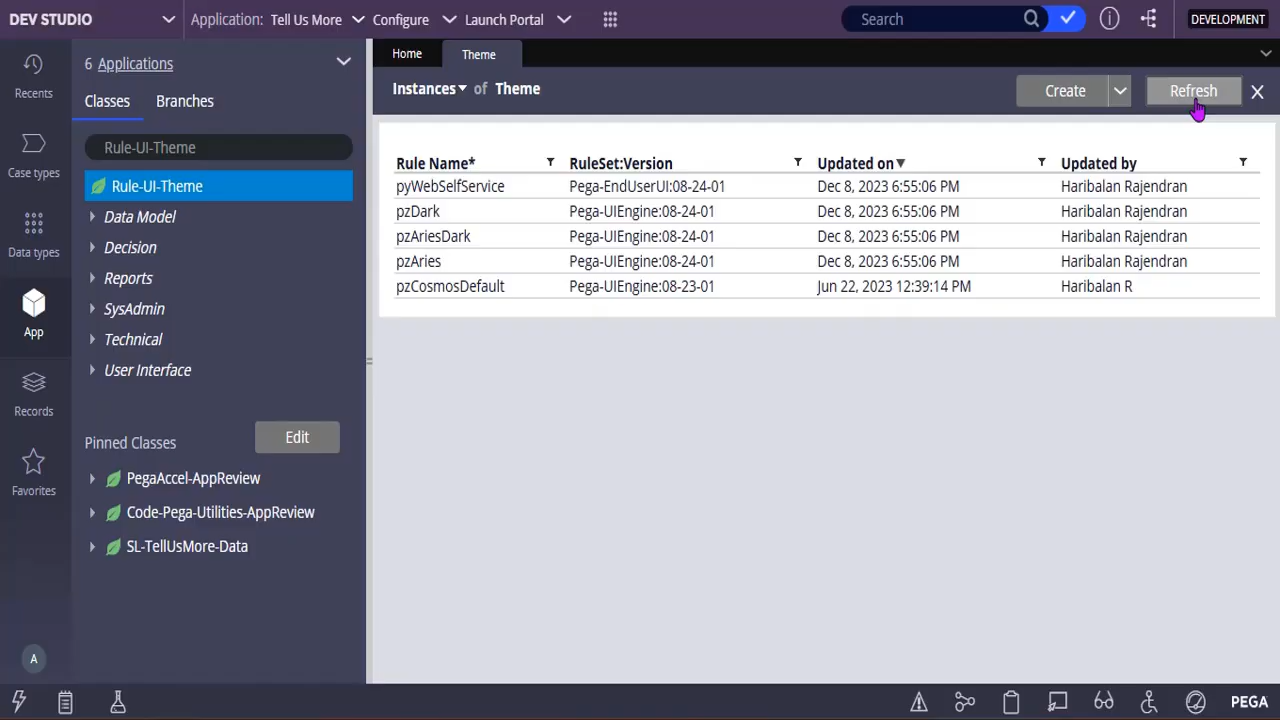 DEV STUDIO
Application: Tell Us More
Configure
Launch Portal
Search
DEVELOPMENT
Recents
Case types
Data types
App
Records
Favorites
A
6 Applications
Classes
Branches
Rule-UI-Theme
Rule-UI-Theme
Data Model
Decision
Reports
SysAdmin
Technical
User Interface
Pinned Classes
Edit
PegaAccel-AppReview
Code-Pega-Utilities-AppReview
SL-TellUsMore-Data
Home
Theme
Instances of Theme
Create
Refresh
Rule Name* RuleSet:Version Updated on Updated by
pyWebSelfService Pega-EndUserUI:08-24-01 Dec 8, 2023 6:55:06 PM Haribalan Rajendran
pzDark Pega-UIEngine:08-24-01 Dec 8, 2023 6:55:06 PM Haribalan Rajendran
pzAriesDark Pega-UIEngine:08-24-01 Dec 8, 2023 6:55:06 PM Haribalan Rajendran
pzAries Pega-UIEngine:08-24-01 Dec 8, 2023 6:55:06 PM Haribalan Rajendran
pzCosmosDefault Pega-UIEngine:08-23-01 Jun 22, 2023 12:39:14 PM Haribalan R
PEGA